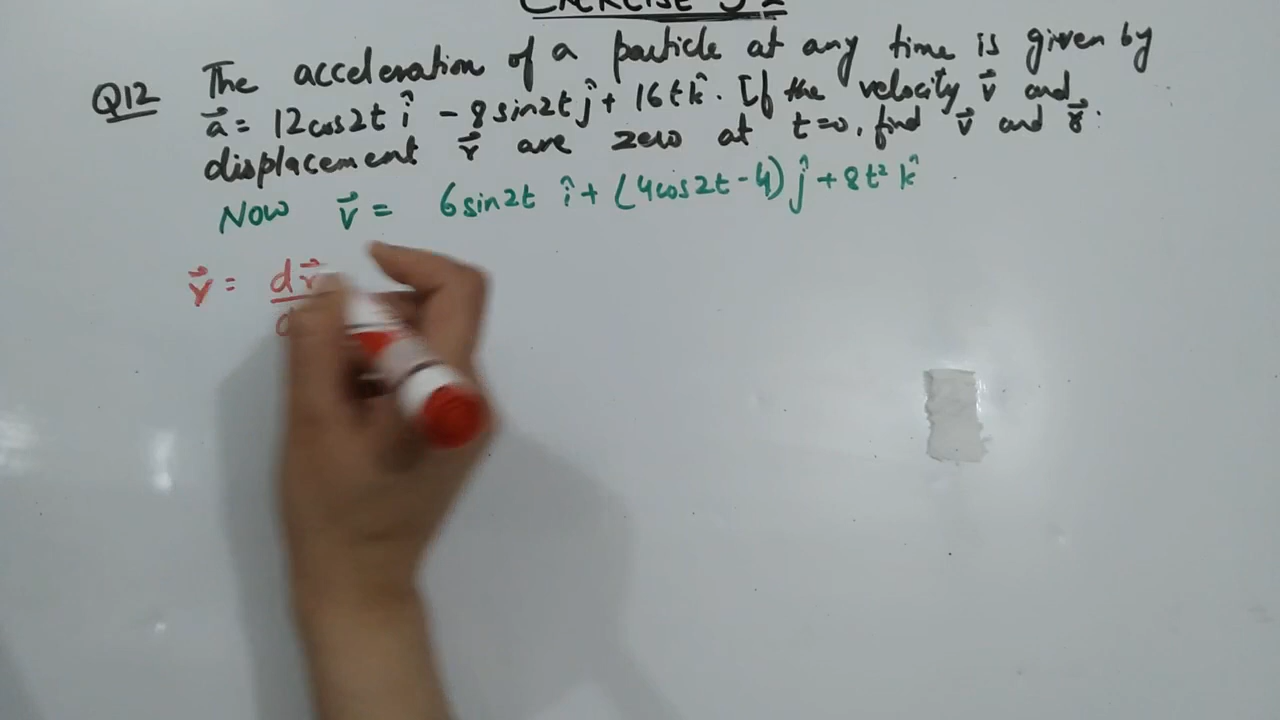 Exercise
Q12 The acceleration of a particle at any time is given by
a⃗ = 12cos2t î - 8sin2t ĵ + 16t k̂. If the velocity v⃗ and
displacement r⃗ are zero at t=0, find v⃗ and r⃗.
Now v⃗ = 6sin2t î + (4cos2t - 4) ĵ + 8t² k̂
v⃗ = dr⃗
d